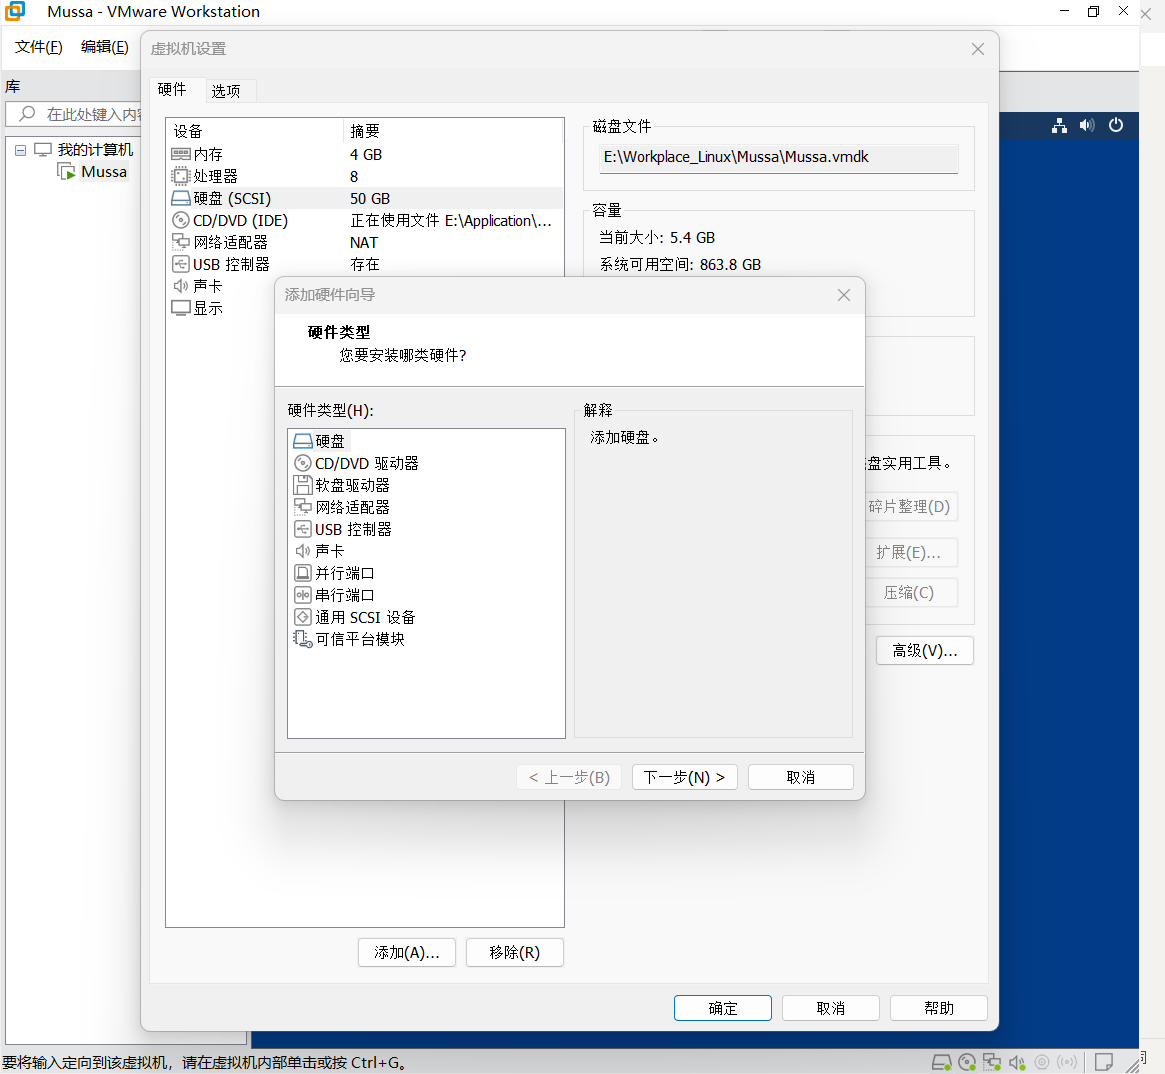 Mussa - VMware Workstation
文件(F) 编辑(E)
虚拟机设置
库
在此处键入内容
我的计算机
Mussa
硬件 选项
设备 摘要
内存 4 GB
处理器 8
硬盘 (SCSI) 50 GB
CD/DVD (IDE) 正在使用文件 E:\Application\...
网络适配器 NAT
USB 控制器 存在
声卡
显示
磁盘文件
E:\Workplace_Linux\Mussa\Mussa.vmdk
容量
当前大小: 5.4 GB
系统可用空间: 863.8 GB
盘实用工具。
碎片整理(D)
扩展(E)...
压缩(C)
高级(V)...
添加硬件向导
硬件类型
您要安装哪类硬件?
硬件类型(H):
硬盘
CD/DVD 驱动器
软盘驱动器
网络适配器
USB 控制器
声卡
并行端口
串行端口
通用 SCSI 设备
可信平台模块
解释
添加硬盘。
< 上一步(B) 下一步(N) > 取消
添加(A)... 移除(R)
确定 取消 帮助
要将输入定向到该虚拟机，请在虚拟机内部单击或按 Ctrl+G。